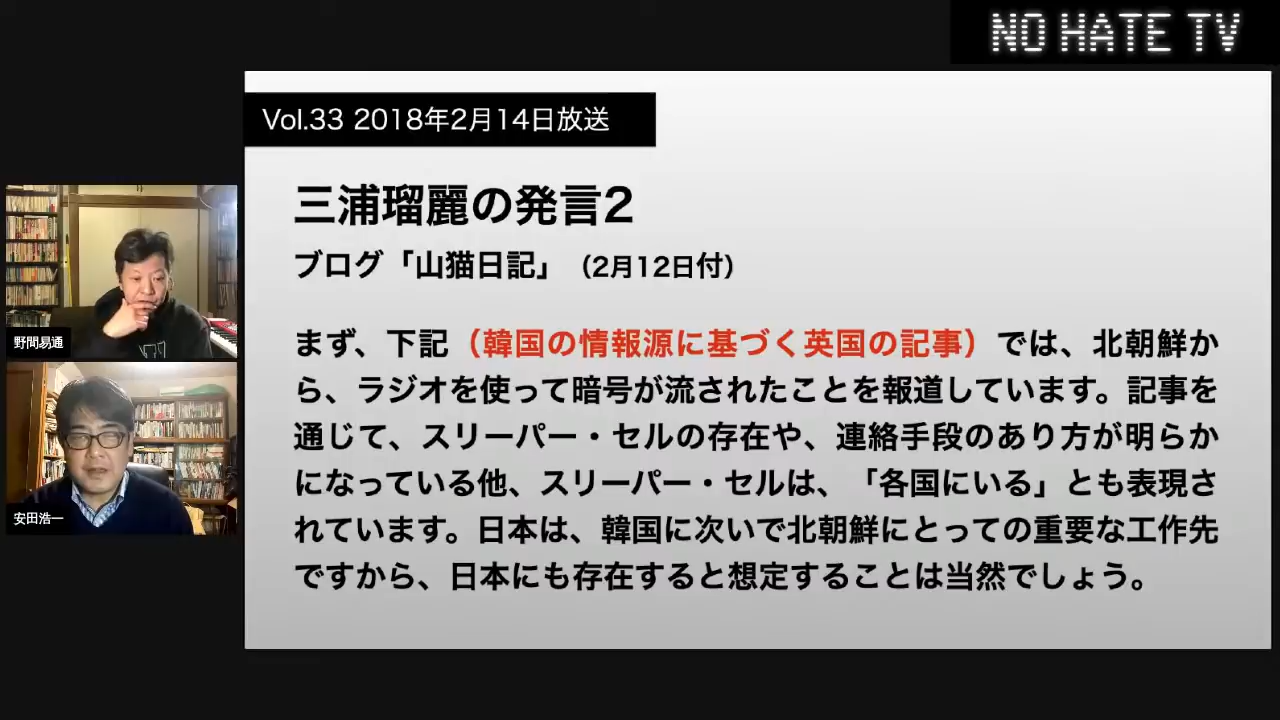 NO HATE TV
Vol.33 2018年2月14日放送
三浦瑠麗の発言2
ブログ「山猫日記」（2月12日付）
まず、下記（韓国の情報源に基づく英国の記事）では、北朝鮮か
ら、ラジオを使って暗号が流されたことを報道しています。記事を
通じて、スリーパー・セルの存在や、連絡手段のあり方が明らか
になっている他、スリーパー・セルは、「各国にいる」とも表現さ
れています。日本は、韓国に次いで北朝鮮にとっての重要な工作先
ですから、日本にも存在すると想定することは当然でしょう。
野間易通
安田浩一